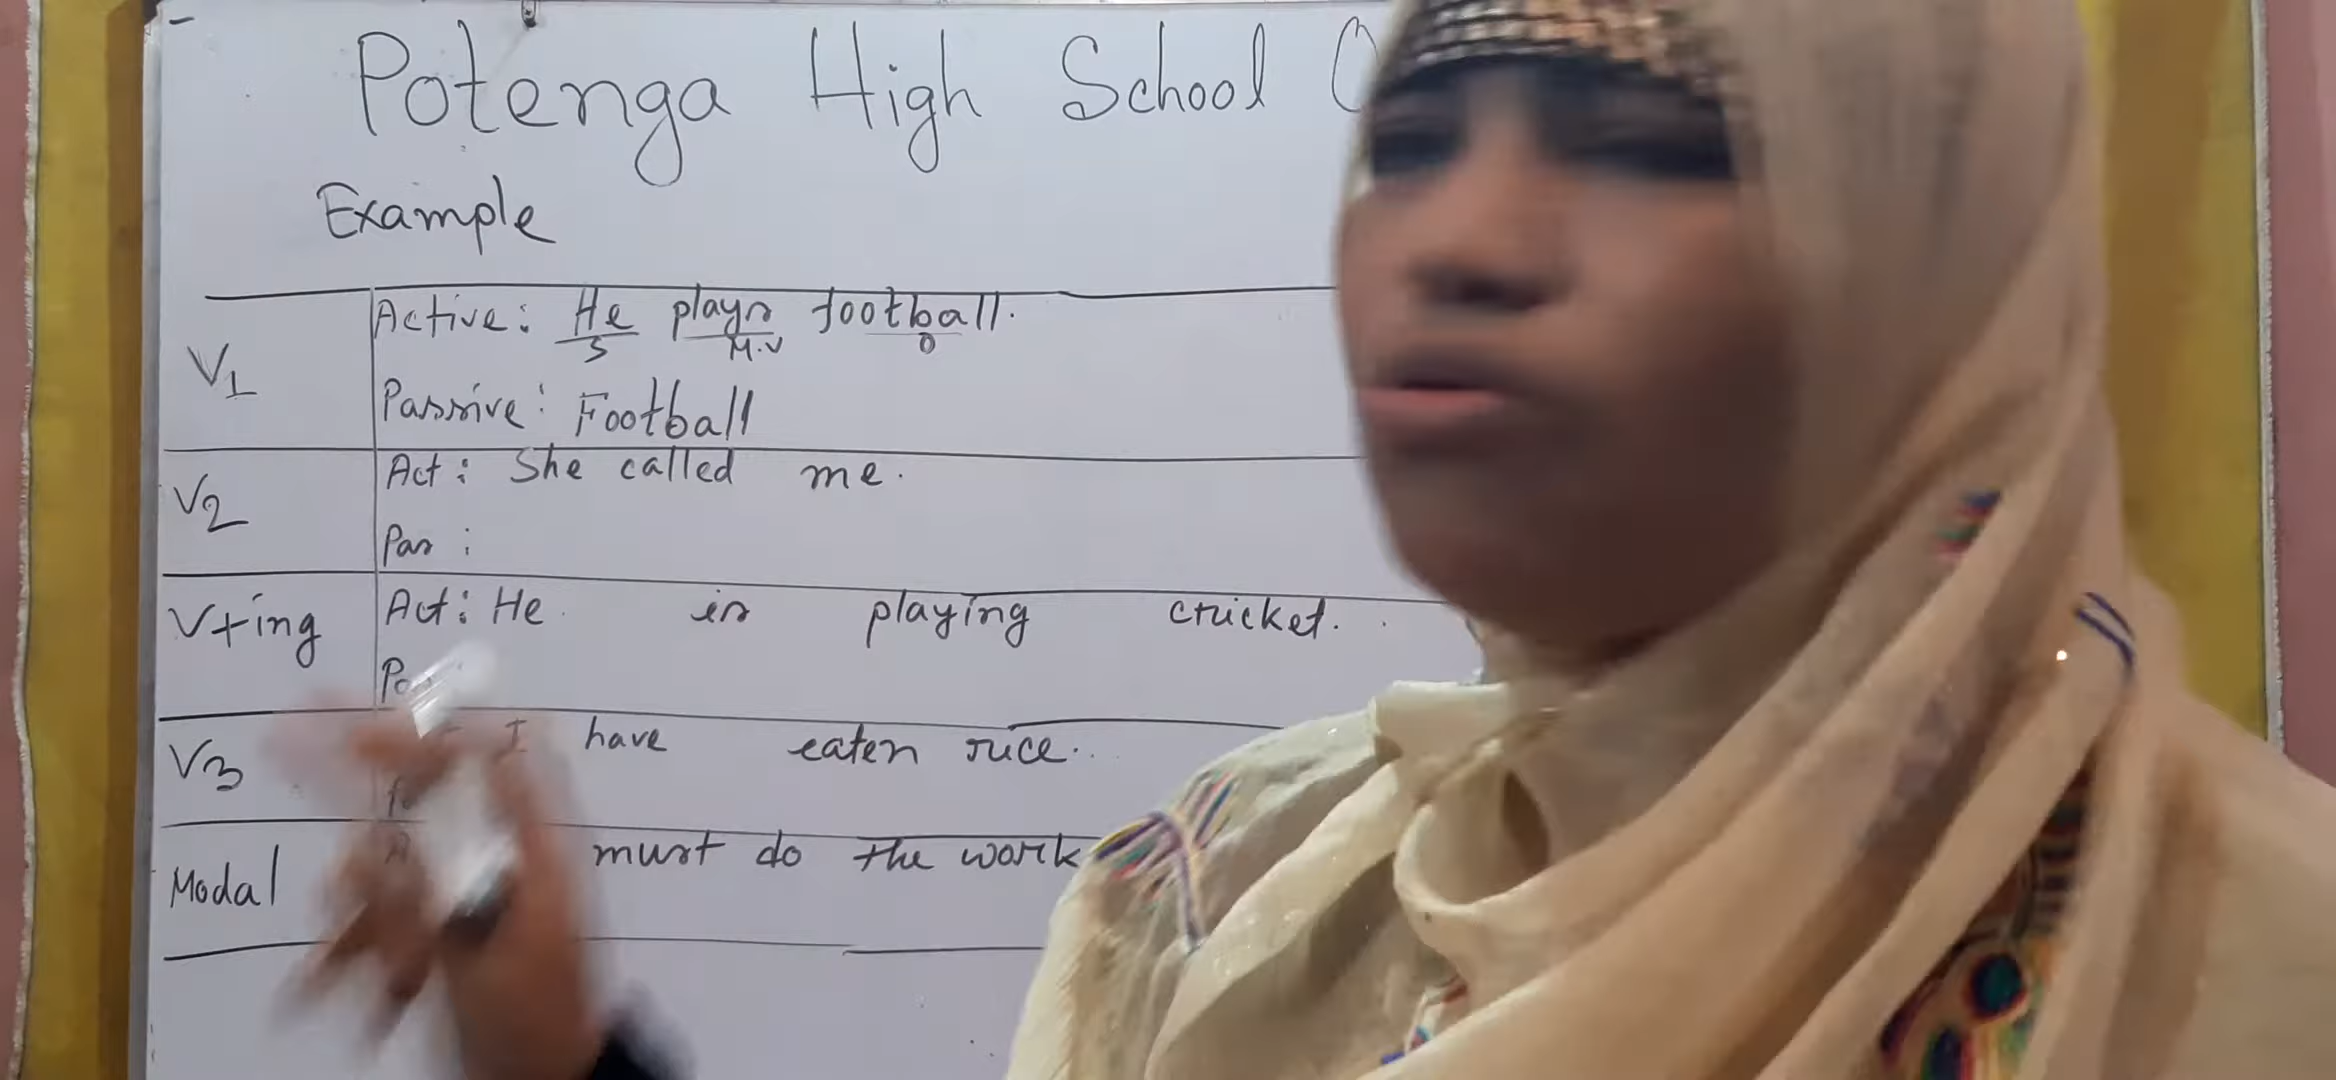 Potenga High School
Example
V1
Active: He plays football.
S M.V O
Passive: Football
V2
Act: She called me.
Pas:
V+ing
Act: He is playing cricket.
V3
I have eaten rice.
Modal
must do the work